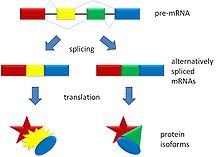 pre-mRNA
splicing
alternatively
spliced
mRNAs
translation
protein
isoforms